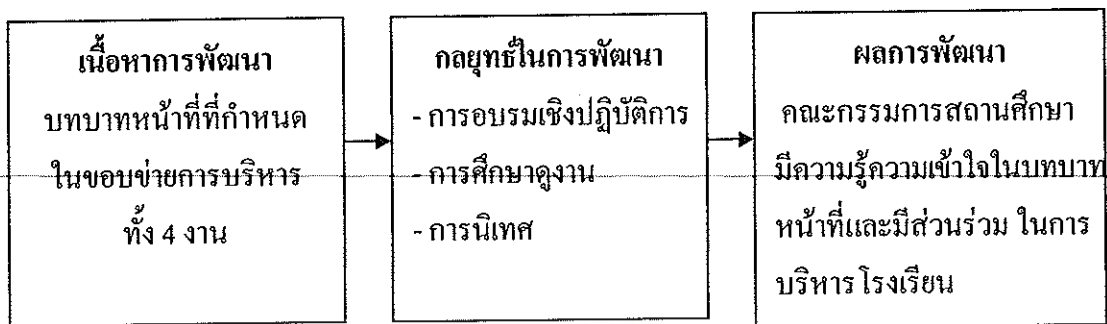 เนื้อหาการพัฒนา
บทบาทหน้าที่ที่กำหนด
ในขอบข่ายการบริหาร
ทั้ง 4 งาน
กลยุทธ์ในการพัฒนา
- การอบรมเชิงปฏิบัติการ
- การศึกษาดูงาน
- การนิเทศ
ผลการพัฒนา
คณะกรรมการสถานศึกษา
มีความรู้ความเข้าใจในบทบาท
หน้าที่และมีส่วนร่วม ในการ
บริหารโรงเรียน